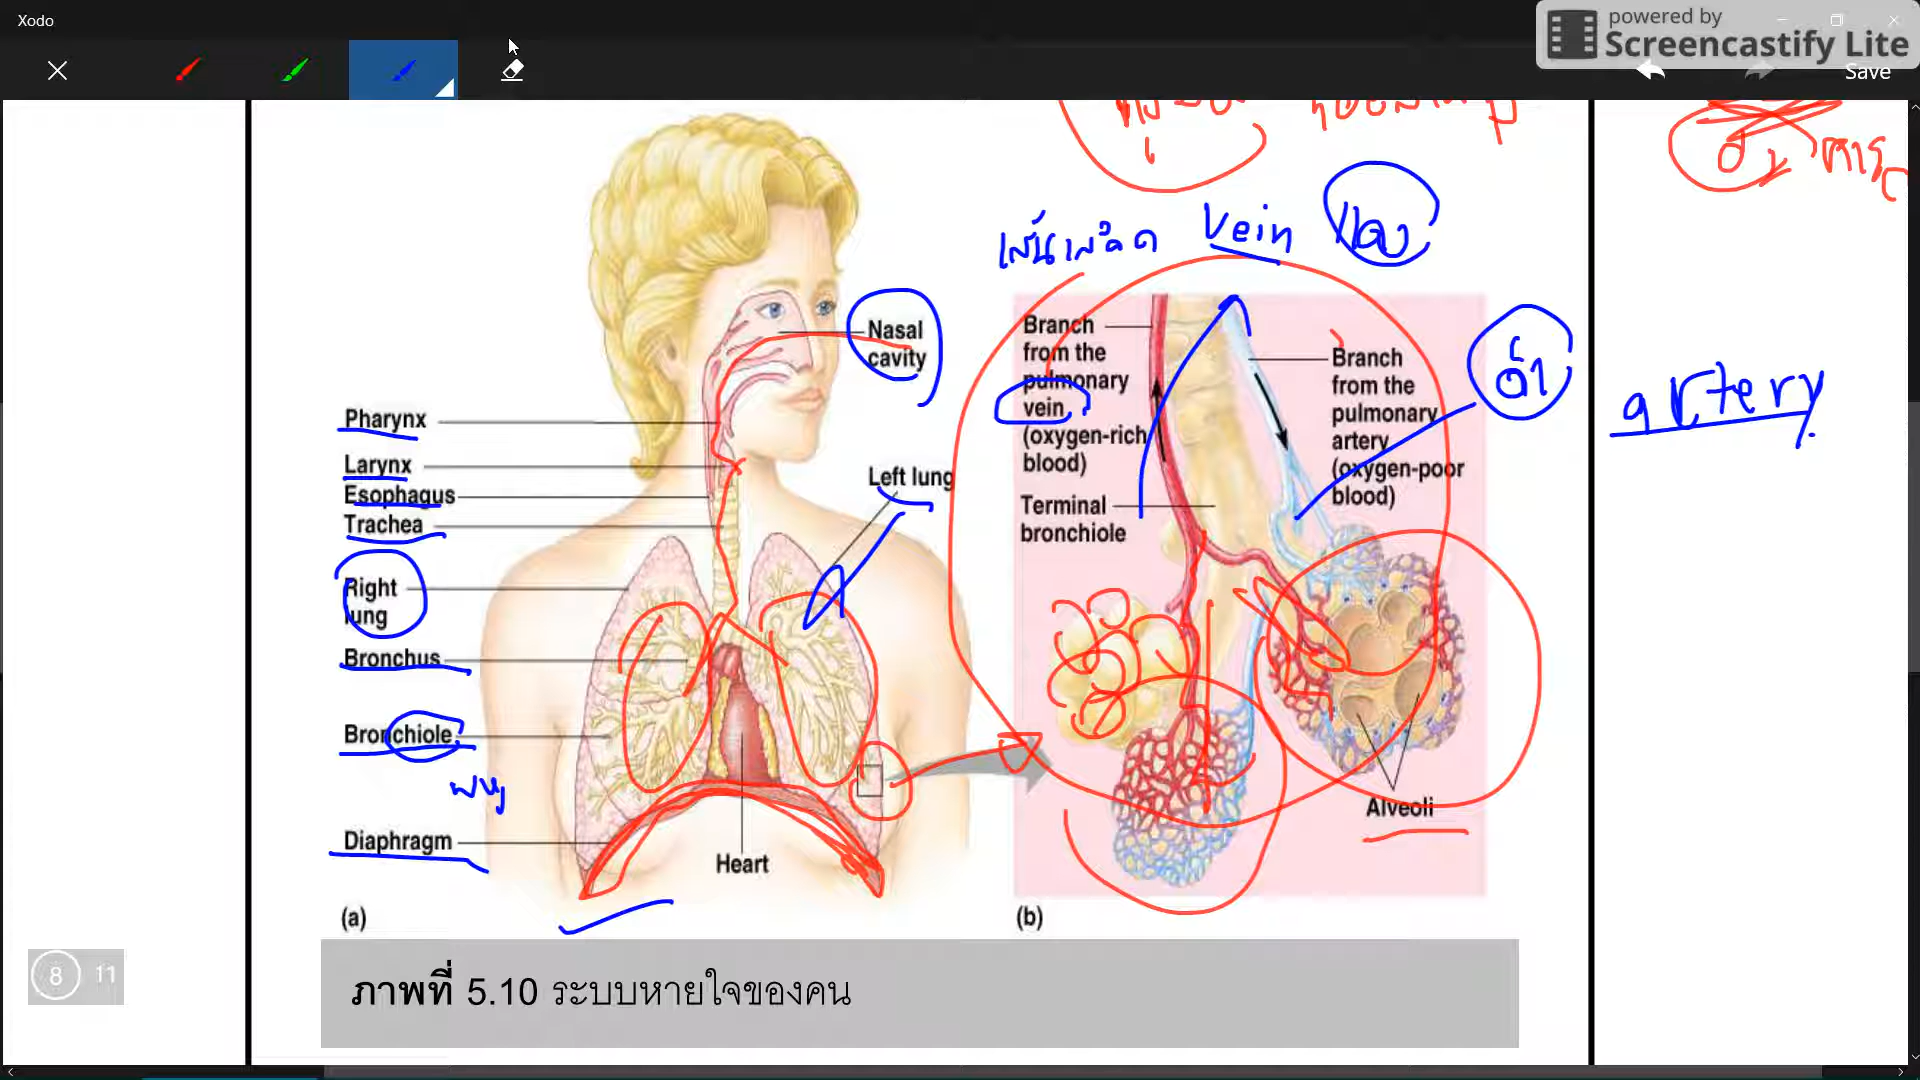 Xodo
powered by
Screencastify Lite
Save
เส้นเลือด vein แดง
Nasal
cavity
Pharynx
Larynx
Esophagus
Trachea
Left lung
Right
lung
Bronchus
Bronchiole
Diaphragm
Heart
(a)
Branch
from the
pulmonary
vein
(oxygen-rich
blood)
Terminal
bronchiole
Branch
from the
pulmonary
artery
(oxygen-poor
blood)
Alveoli
(b)
artery
ภาพที่ 5.10 ระบบหายใจของคน
8 11